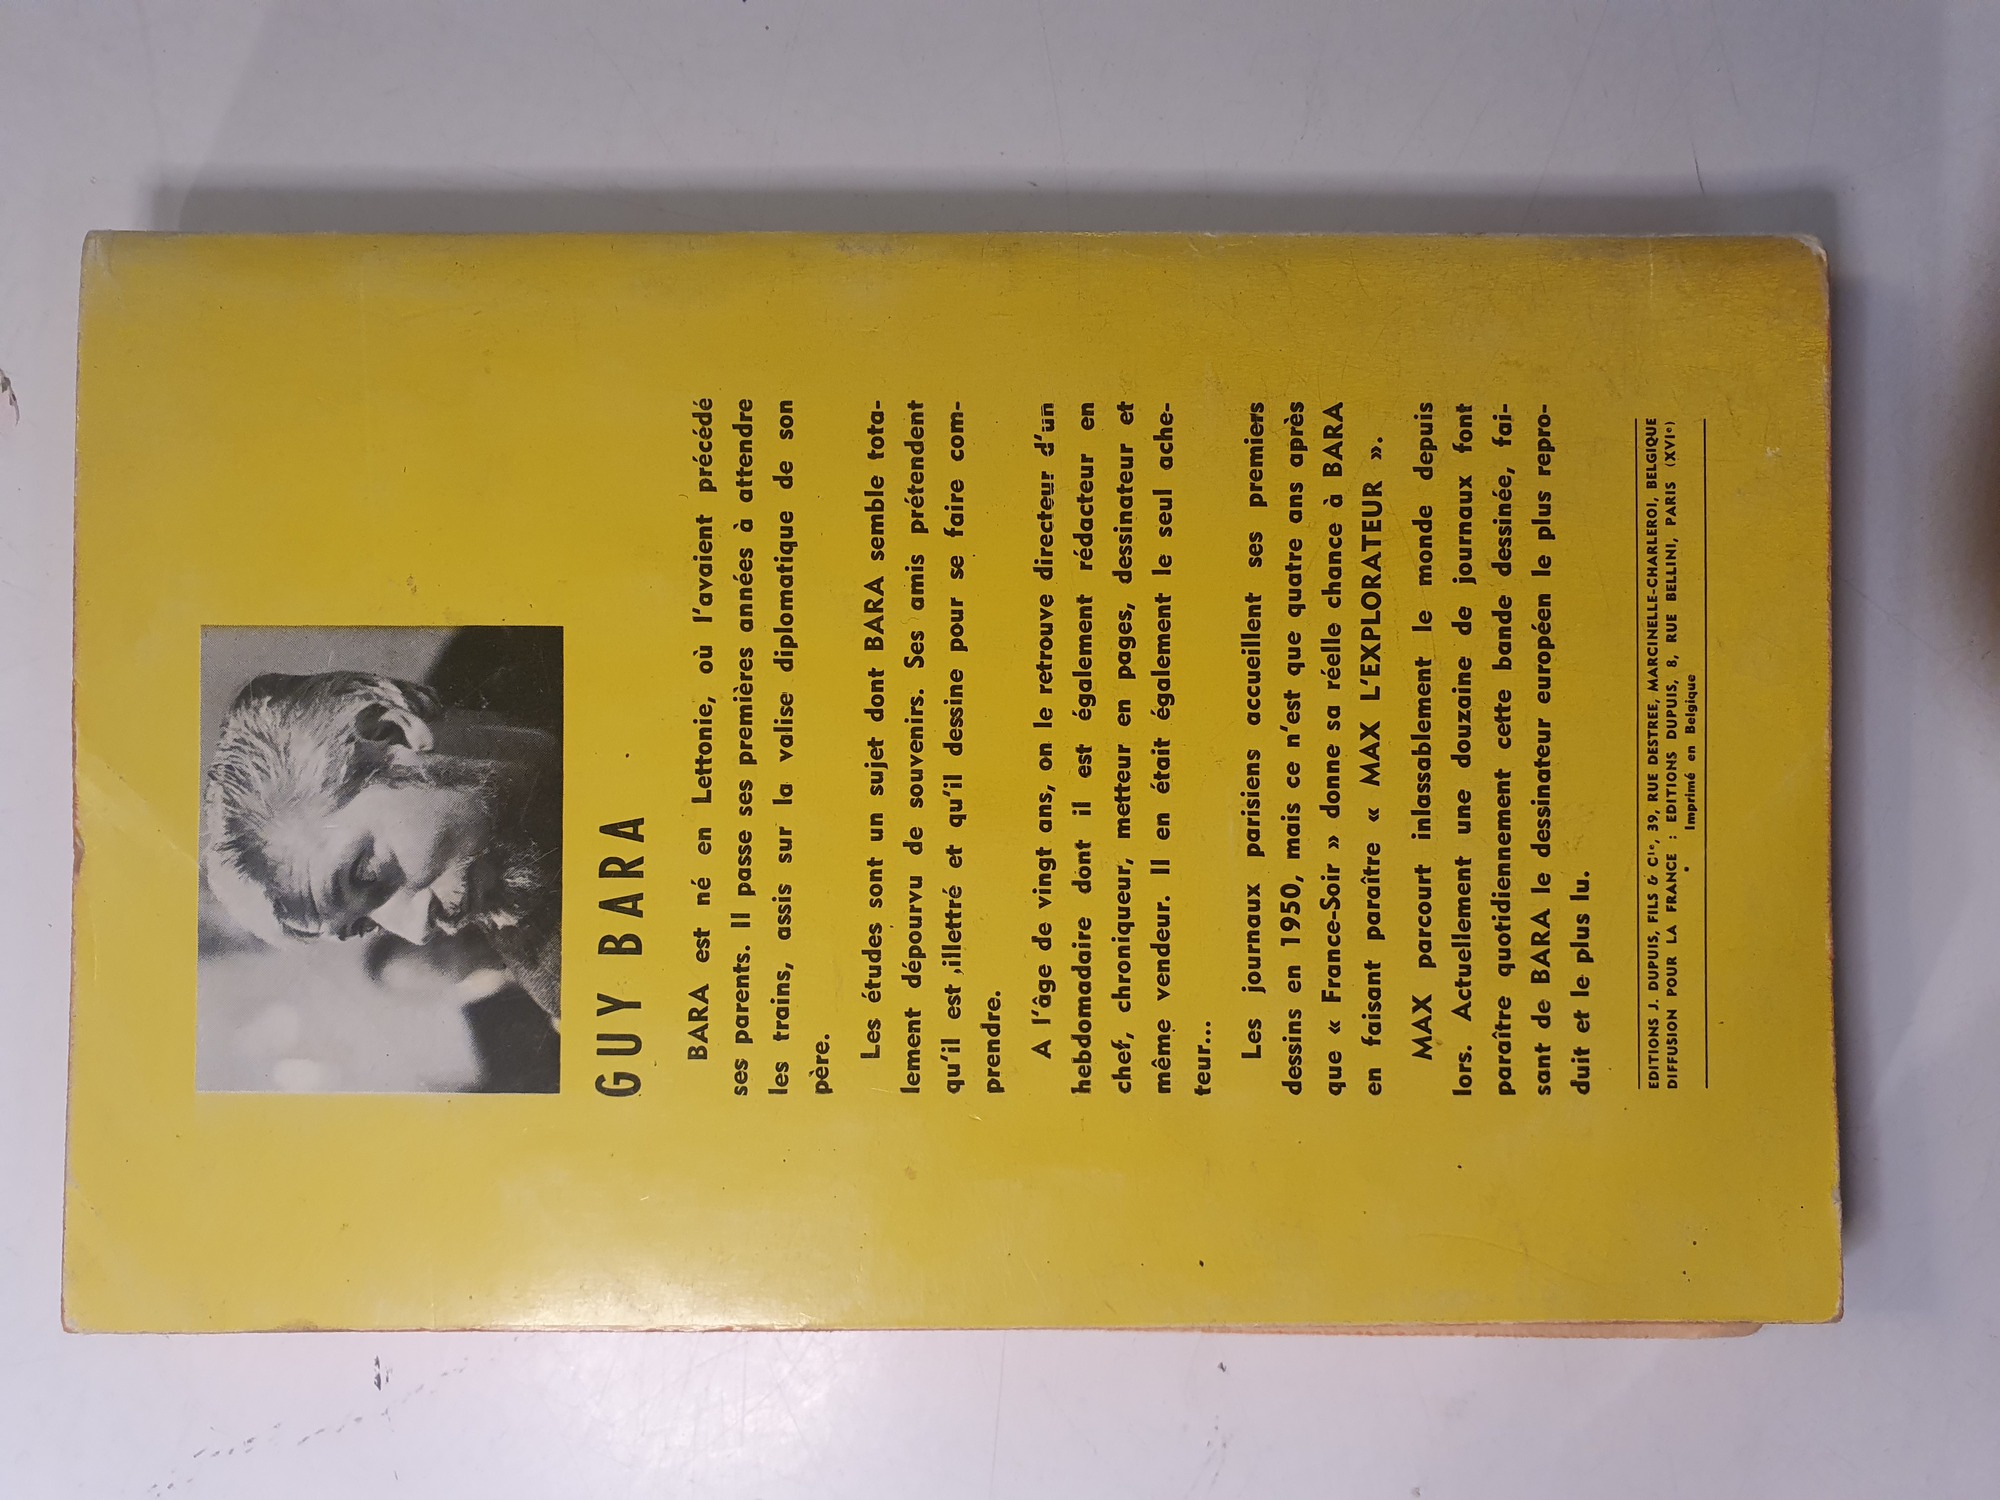 GUY BARA
BARA est né en Lettonie, où l'avaient précédé
ses parents. Il passe ses premières années à attendre
les trains, assis sur la valise diplomatique de son
père.
Les études sont un sujet dont BARA semble tota-
lement dépourvu de souvenirs. Ses amis prétendent
qu'il est ,illettré et qu'il dessine pour se faire com-
prendre.
A l'âge de vingt ans, on le retrouve directeur d'un
hebdomadaire dont il est également rédacteur en
chef, chroniqueur, metteur en pages, dessinateur et
même vendeur. Il en était également le seul ache-
teur...
Les journaux parisiens accueillent ses premiers
dessins en 1950, mais ce n'est que quatre ans après
que « France-Soir » donne sa réelle chance à BARA
en faisant paraître « MAX L'EXPLORATEUR ».
MAX parcourt inlassablement le monde depuis
lors. Actuellement une douzaine de journaux font
paraître quotidiennement cette bande dessinée, fai-
sant de BARA le dessinateur européen le plus repro-
duit et le plus lu.
EDITIONS J. DUPUIS, FILS & Cie, 39, RUE DESTREE, MARCINELLE-CHARLEROI, BELGIQUE
DIFFUSION POUR LA FRANCE : EDITIONS DUPUIS, 8, RUE BELLINI, PARIS (XVIe)
Imprimé en Belgique